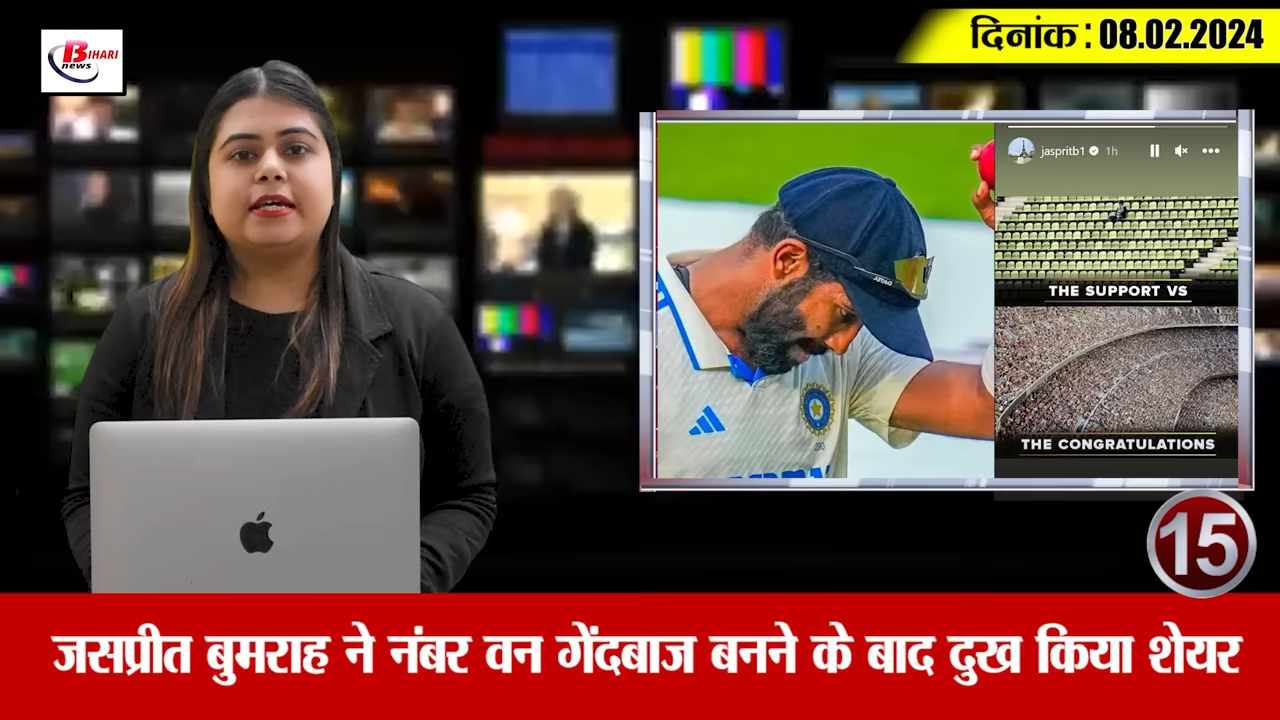 BIHARI
news
दिनांक : 08.02.2024
jaspritb1 1h
THE SUPPORT VS
THE CONGRATULATIONS
15
जसप्रीत बुमराह ने नंबर वन गेंदबाज बनने के बाद दुख किया शेयर